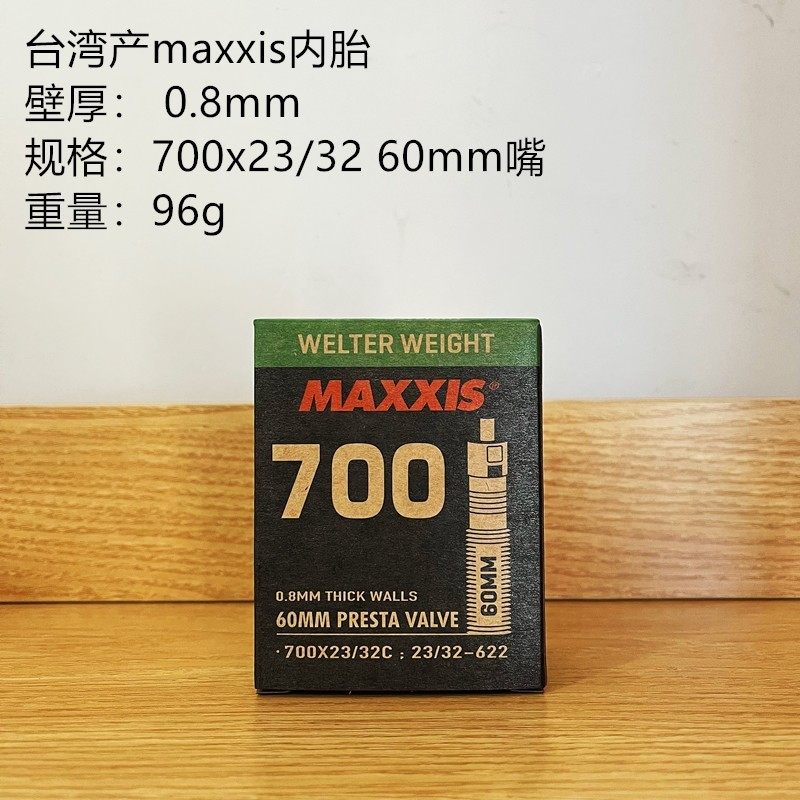 台湾产maxxis内胎
壁厚： 0.8mm
规格：700x23/32 60mm嘴
重量：96g
WELTER WEIGHT
MAXXIS®
700
60MM
0.8MM THICK WALLS
60MM PRESTA VALVE
·700X23/32C ; 23/32-622